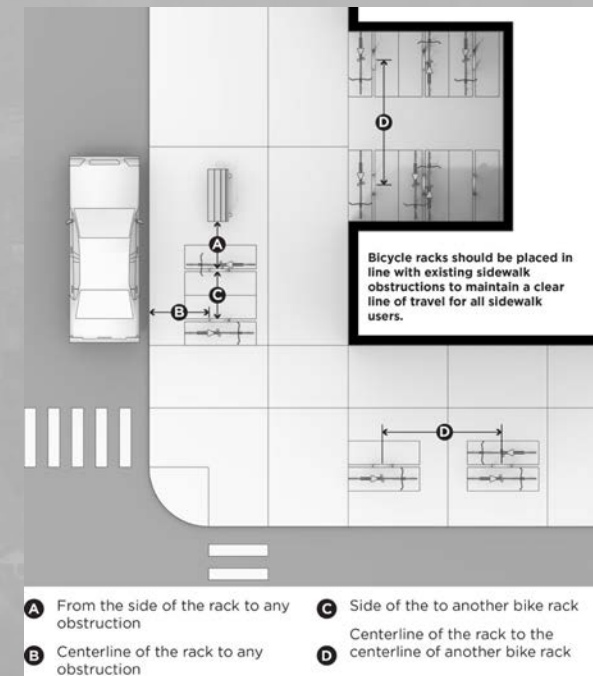 D
Bicycle racks should be placed in
line with existing sidewalk
obstructions to maintain a clear
line of travel for all sidewalk
users.
A
C
B
D
A From the side of the rack to any
obstruction
B Centerline of the rack to any
obstruction
C Side of the to another bike rack
D Centerline of the rack to the
centerline of another bike rack